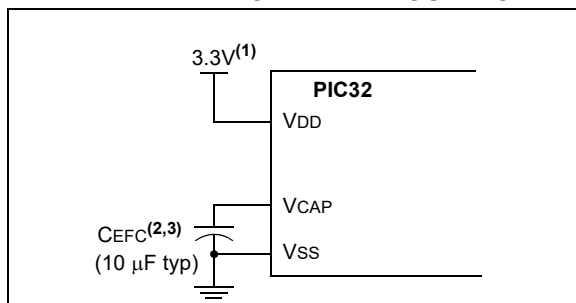 3.3V(1)
PIC32
VDD
VCAP
CEFC(2,3)
(10 μF typ)
VSS